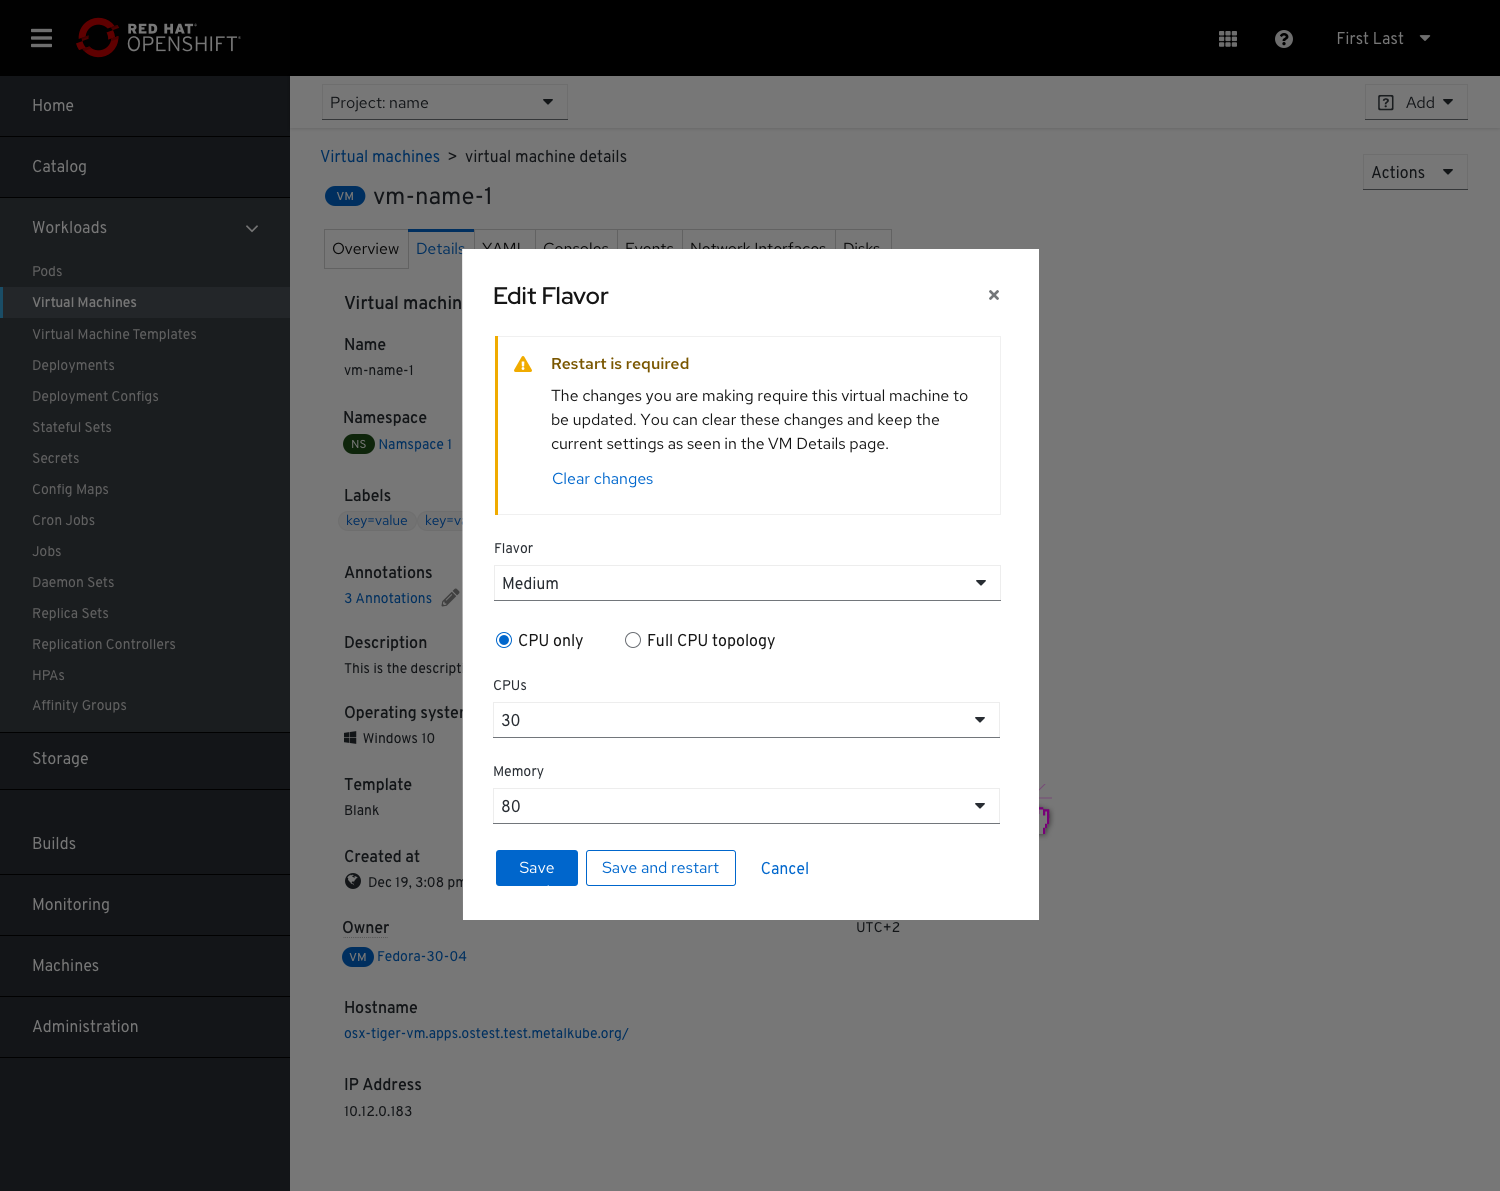 RED HAT
OPENSHIFT
First Last
Home
Catalog
Workloads
Pods
Virtual Machines
Virtual Machine Templates
Deployments
Deployment Configs
Stateful Sets
Secrets
Config Maps
Cron Jobs
Jobs
Daemon Sets
Replica Sets
Replication Controllers
HPAs
Affinity Groups
Storage
Builds
Monitoring
Machines
Administration
Project: name
Add
Virtual machines > virtual machine details
Actions
VM vm-name-1
Overview Details YAML Consoles Events Network Interfaces Disks
Virtual machin
Name
vm-name-1
Namespace
NS Namspace 1
Labels
key=value key=va
Annotations
3 Annotations
Description
This is the descript
Operating system
Windows 10
Template
Blank
Created at
Dec 19, 3:08 pm
Owner
VM Fedora-30-04
UTC+2
Hostname
osx-tiger-vm.apps.ostest.test.metalkube.org/
IP Address
10.12.0.183
Edit Flavor
Restart is required
The changes you are making require this virtual machine to
be updated. You can clear these changes and keep the
current settings as seen in the VM Details page.
Clear changes
Flavor
Medium
CPU only Full CPU topology
CPUs
30
Memory
80
Save Save and restart Cancel